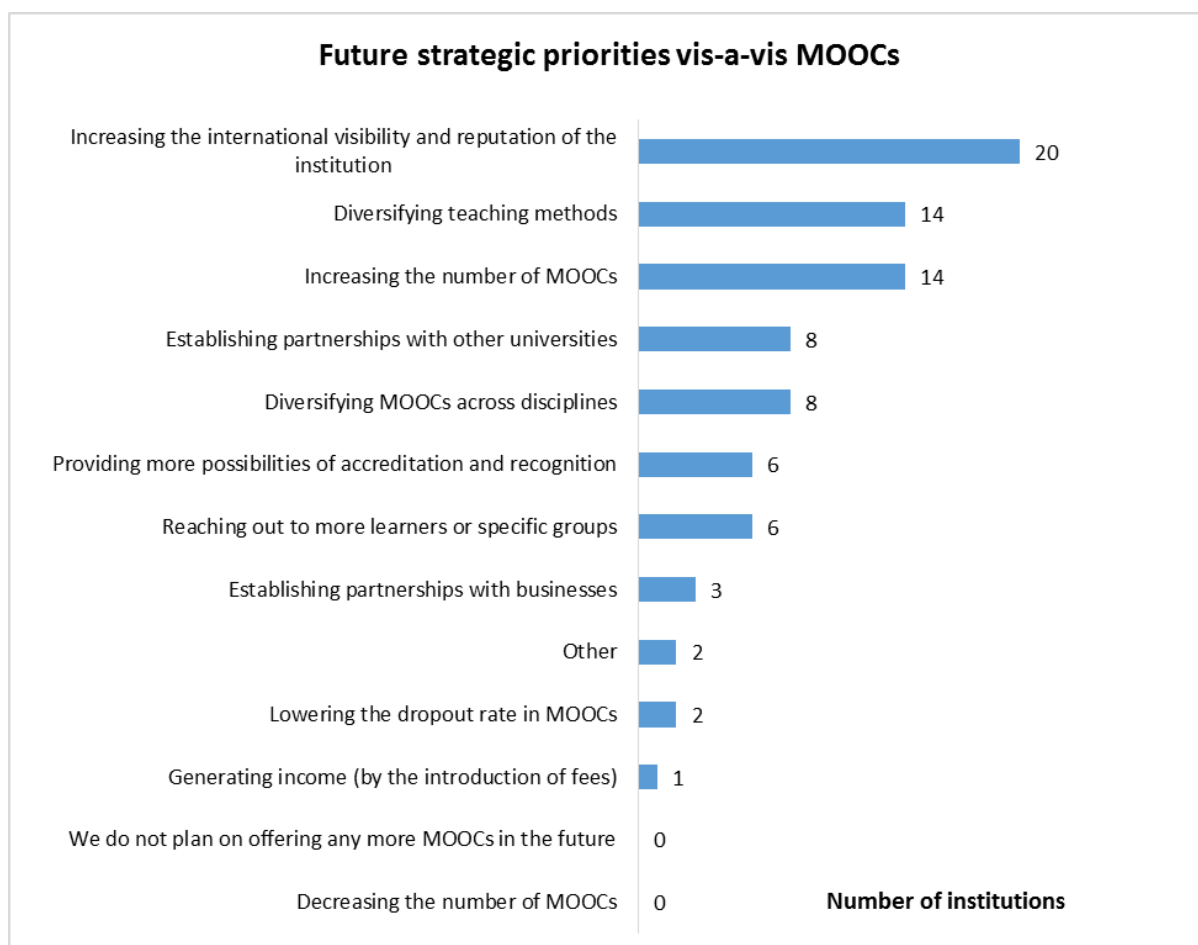 Future strategic priorities vis-a-vis MOOCs
Increasing the international visibility and reputation of the
institution
20
Diversifying teaching methods
14
Increasing the number of MOOCs
14
Establishing partnerships with other universities
8
Diversifying MOOCs across disciplines
8
Providing more possibilities of accreditation and recognition
6
Reaching out to more learners or specific groups
6
Establishing partnerships with businesses
3
Other
2
Lowering the dropout rate in MOOCs
2
Generating income (by the introduction of fees)
1
We do not plan on offering any more MOOCs in the future
0
Decreasing the number of MOOCs
0
Number of institutions